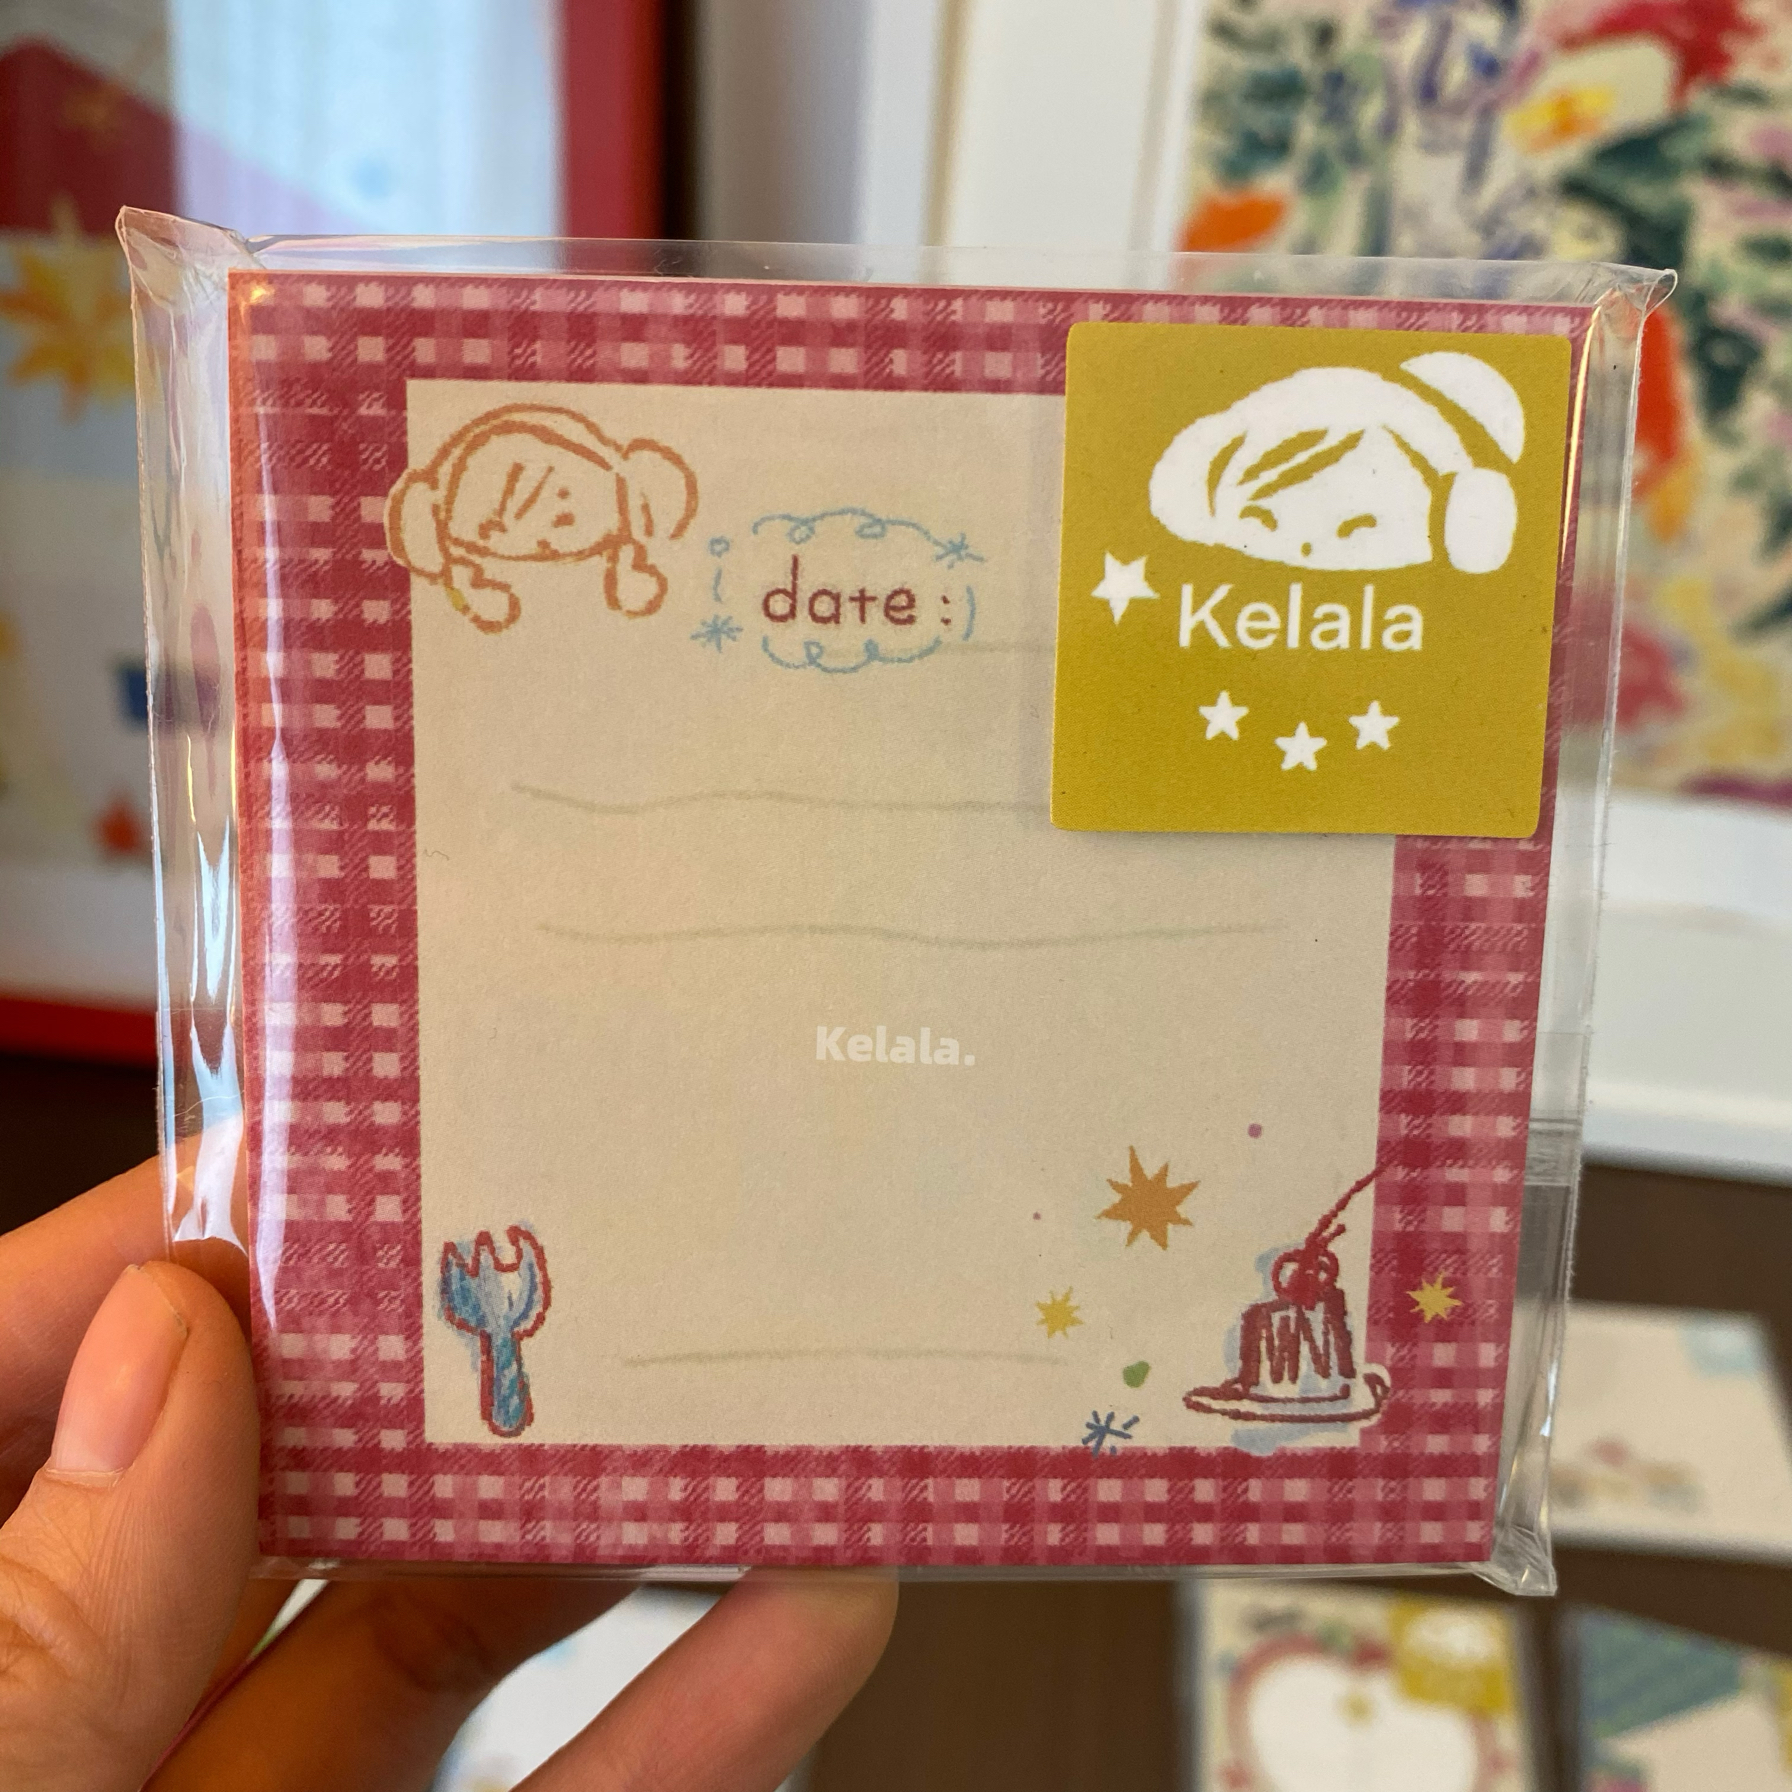 date :)
Kelala
Kelala.